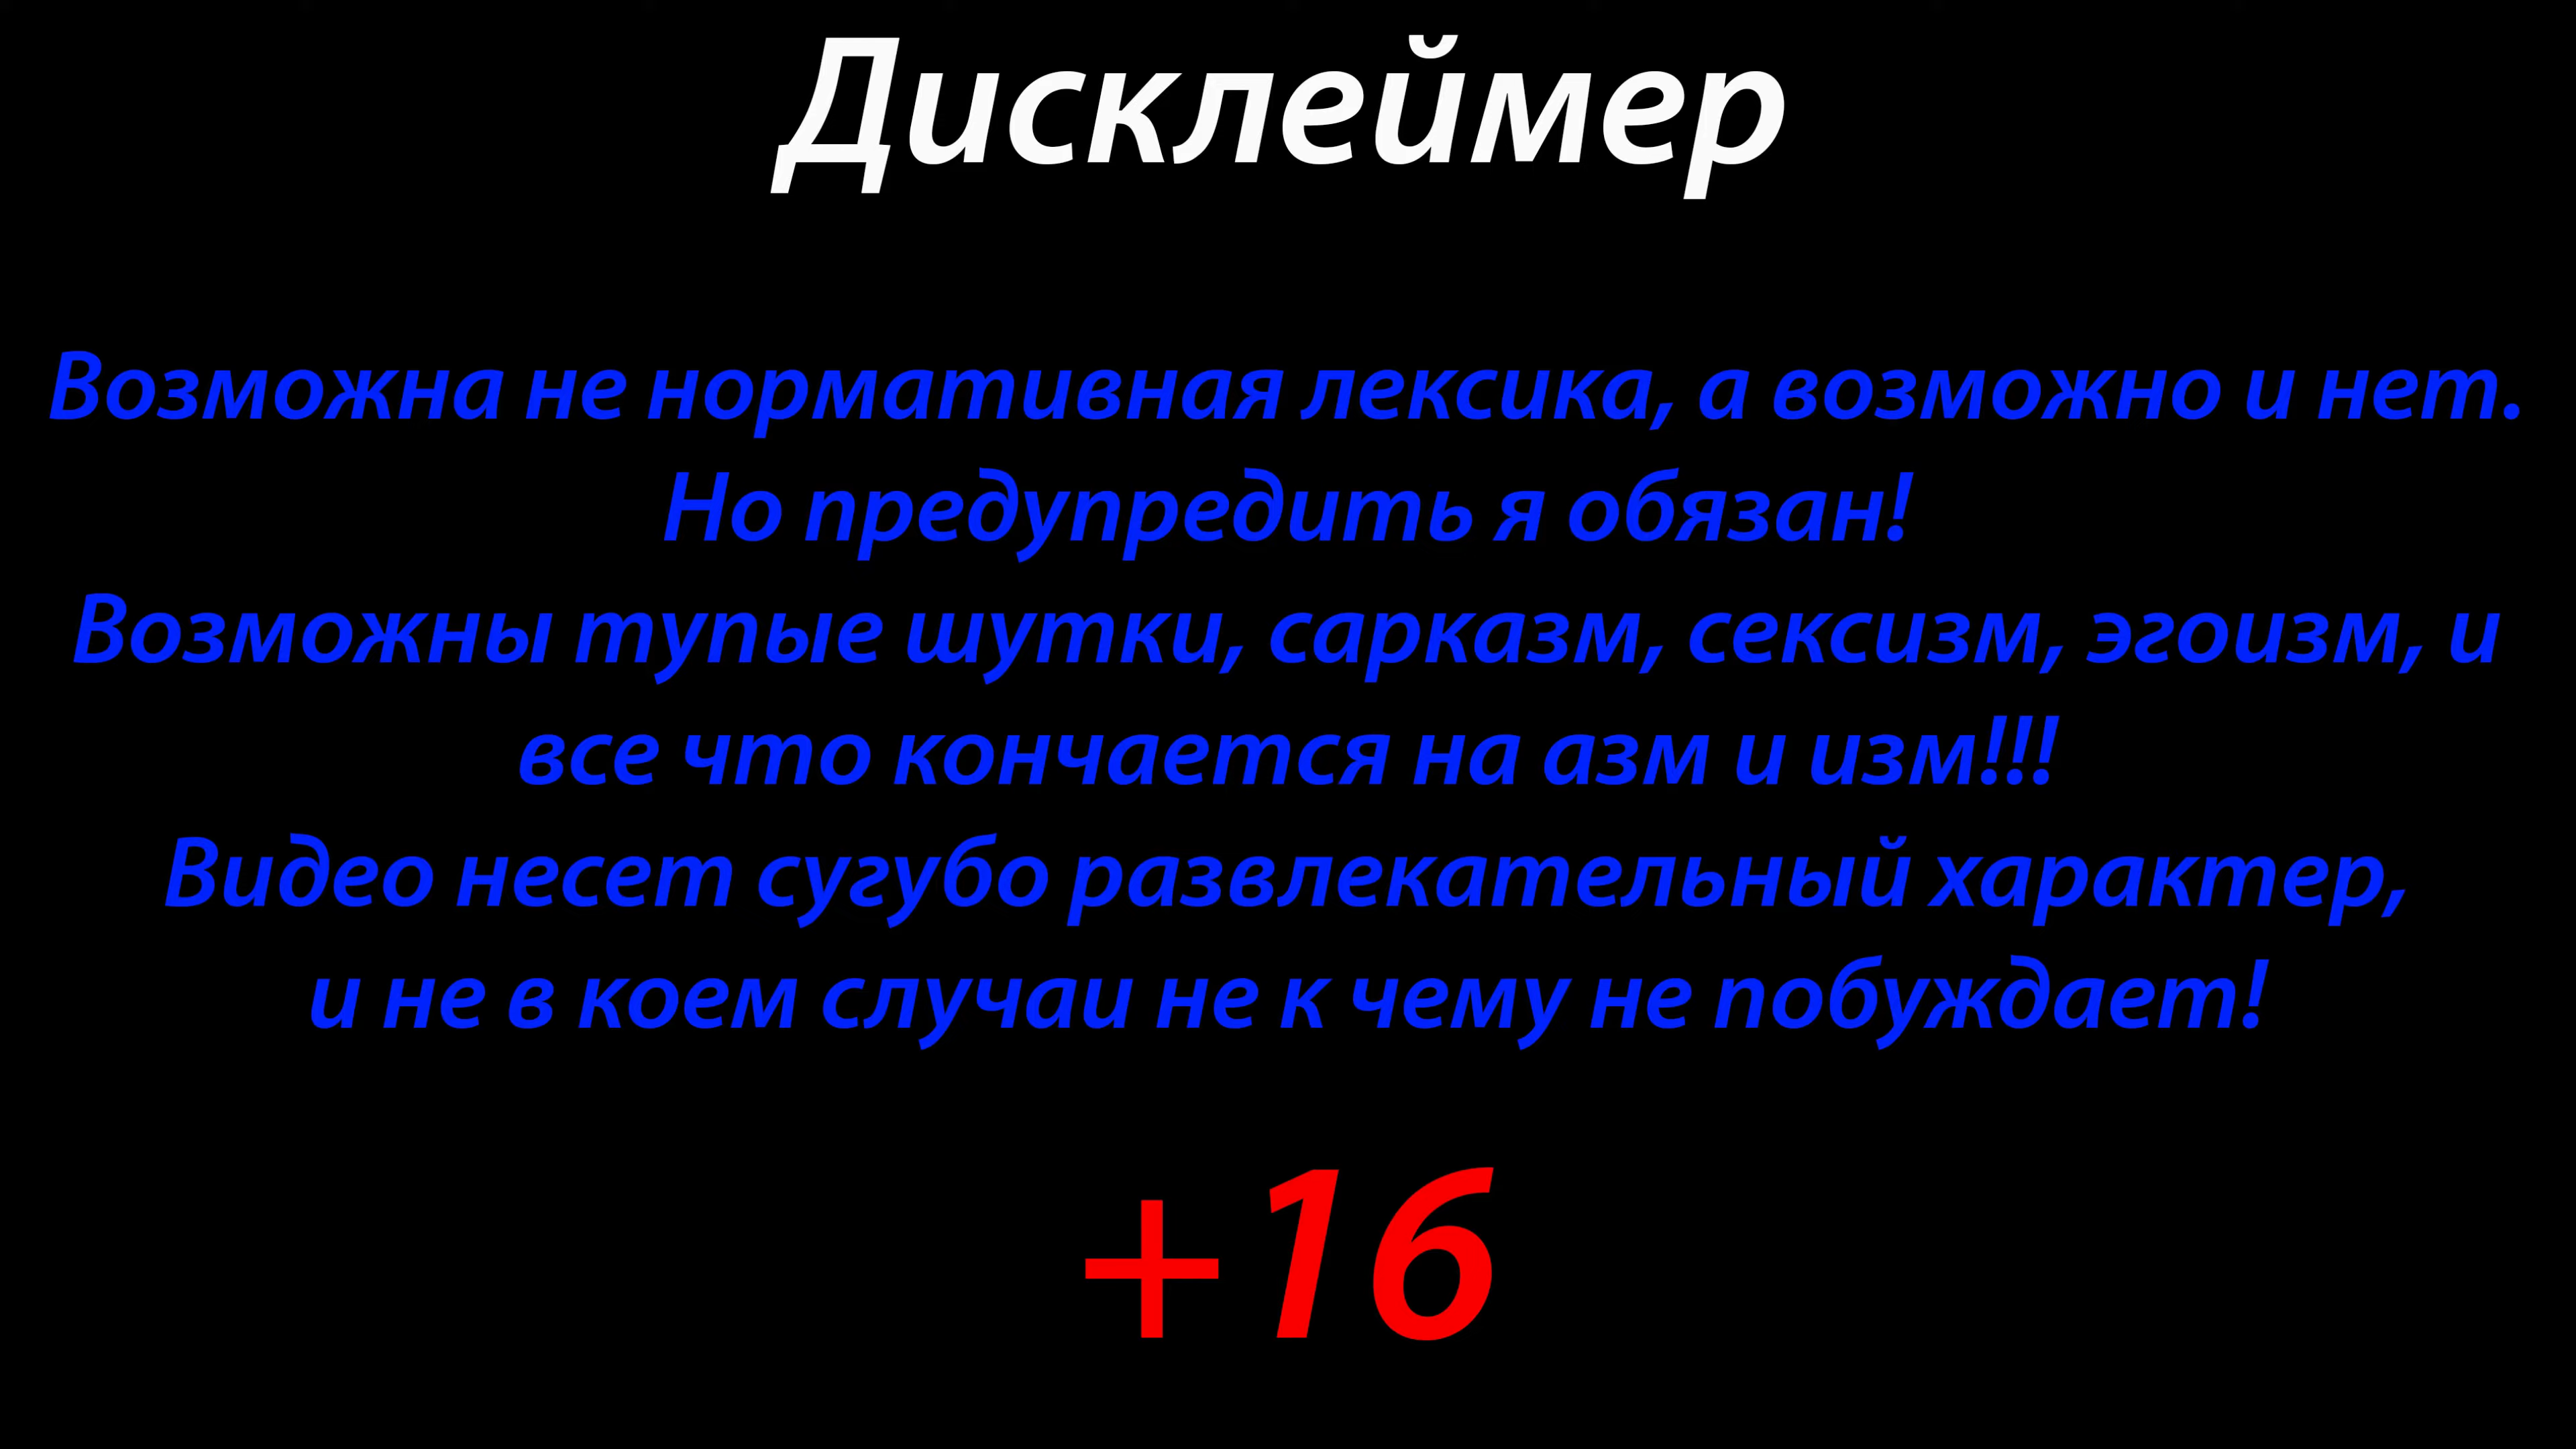 Дисклеймер
Возможна не нормативная лексика, а возможно и нет.
Но предупредить я обязан!
Возможны тупые шутки, сарказм, сексизм, эгоизм, и
все что кончается на азм и изм!!!
Видео несет сугубо развлекательный характер,
и не в коем случаи не к чему не побуждает!
+16